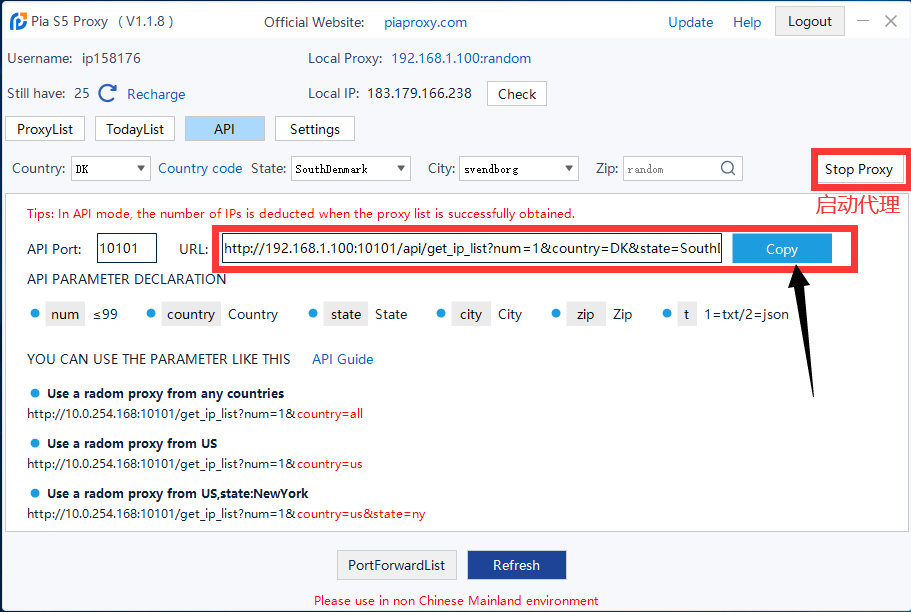 Pia S5 Proxy ( V1.1.8 ) Official Website: piaproxy.com Update Help Logout
Username: ip158176 Local Proxy: 192.168.1.100:random
Still have: 25 Recharge Local IP: 183.179.166.238 Check
ProxyList TodayList API Settings
Country: DK Country code State: SouthDenmark City: svendborg Zip: random Stop Proxy
启动代理
Tips: In API mode, the number of IPs is deducted when the proxy list is successfully obtained.
API Port: 10101 URL: http://192.168.1.100:10101/api/get_ip_list?num=1&country=DK&state=South Copy
API PARAMETER DECLARATION
num ≤99 country Country state State city City zip Zip t 1=txt/2=json
YOU CAN USE THE PARAMETER LIKE THIS API Guide
Use a radom proxy from any countries
http://10.0.254.168:10101/get_ip_list?num=1&country=all
Use a radom proxy from US
http://10.0.254.168:10101/get_ip_list?num=1&country=us
Use a radom proxy from US,state:NewYork
http://10.0.254.168:10101/get_ip_list?num=1&country=us&state=ny
PortForwardList Refresh
Please use in non Chinese Mainland environment